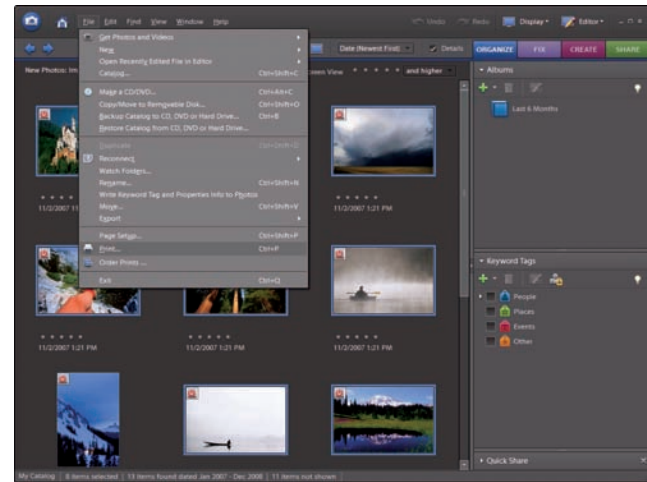 File Edit Find View Window Help
Undo Redo Display Editor
Date (Newest First) Details ORGANIZE FIX CREATE SHARE
Get Photos and Videos
New
Open Recently Edited File in Editor
Catalog... Ctrl+Shift+C
Make a CD/DVD... Ctrl+Alt+C
Copy/Move to Removable Disk... Ctrl+Shift+O
Backup Catalog to CD, DVD or Hard Drive... Ctrl+B
Restore Catalog from CD, DVD or Hard Drive...
Duplicate Ctrl+Shift+D
Reconnect
Watch Folders...
Rename... Ctrl+Shift+N
Write Keyword Tag and Properties Info to Photos
Move... Ctrl+Shift+V
Export
Page Setup... Ctrl+Shift+P
Print... Ctrl+P
Order Prints ...
Exit Ctrl+Q
New Photos: Im
View and higher
Albums
Last 6 Months
11/2/2007 11
11/2/2007 1:21 PM
Keyword Tags
People
Places
Events
Other
11/2/2007 1:21 PM
11/2/2007 1:21 PM
11/2/2007 1:21 PM
Quick Share
My Catalog 8 items selected 13 items found dated Jan 2007 - Dec 2008 11 items not shown